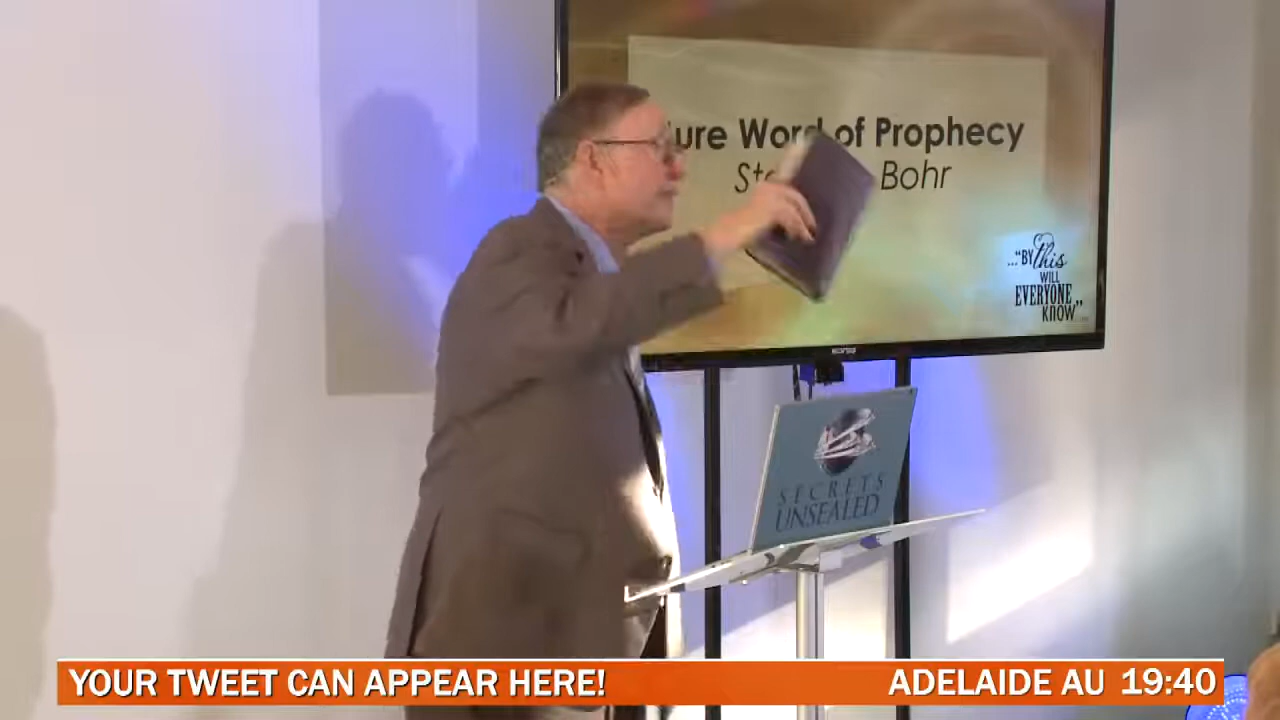 ure Word of Prophecy
Ste Bohr
..."BY this
WILL
EVERYONE
KNOW"
SECRETS
UNSEALED
YOUR TWEET CAN APPEAR HERE!
ADELAIDE AU 19:40